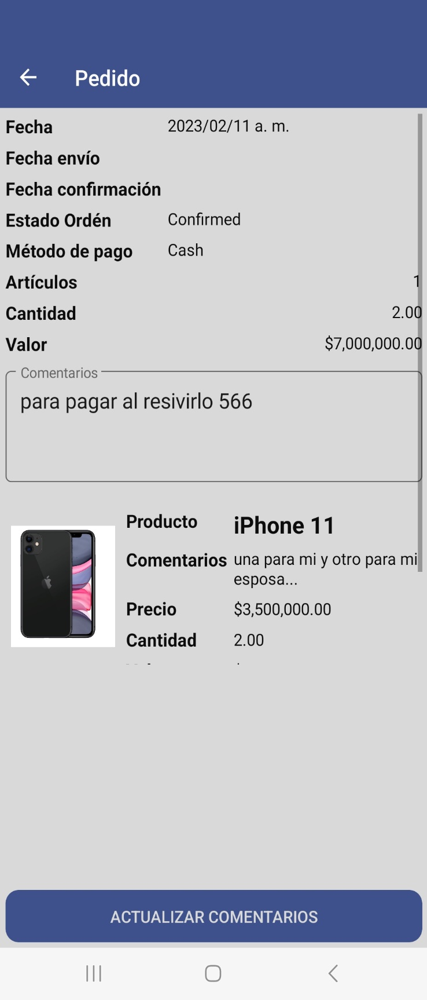 Pedido
Fecha 2023/02/11 a. m.
Fecha envío
Fecha confirmación
Estado Ordén Confirmed
Método de pago Cash
Artículos 1
Cantidad 2.00
Valor $7,000,000.00
Comentarios
para pagar al resivirlo 566
Producto iPhone 11
Comentarios una para mi y otro para mi
esposa...
Precio $3,500,000.00
Cantidad 2.00
ACTUALIZAR COMENTARIOS